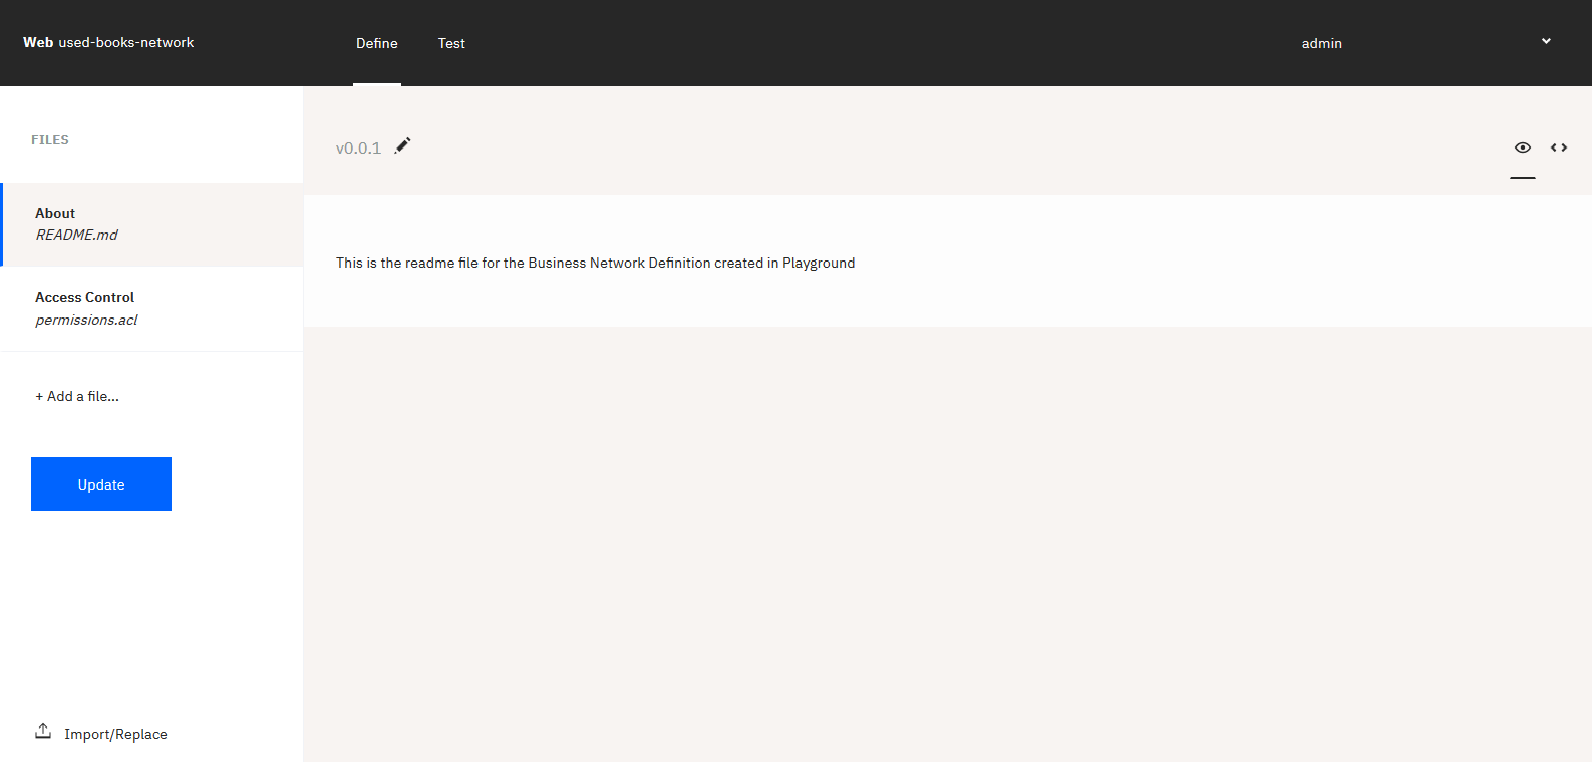 Web used-books-network
Define
Test
admin
FILES
About
README.md
Access Control
permissions.acl
+ Add a file...
Update
Import/Replace
v0.0.1
This is the readme file for the Business Network Definition created in Playground